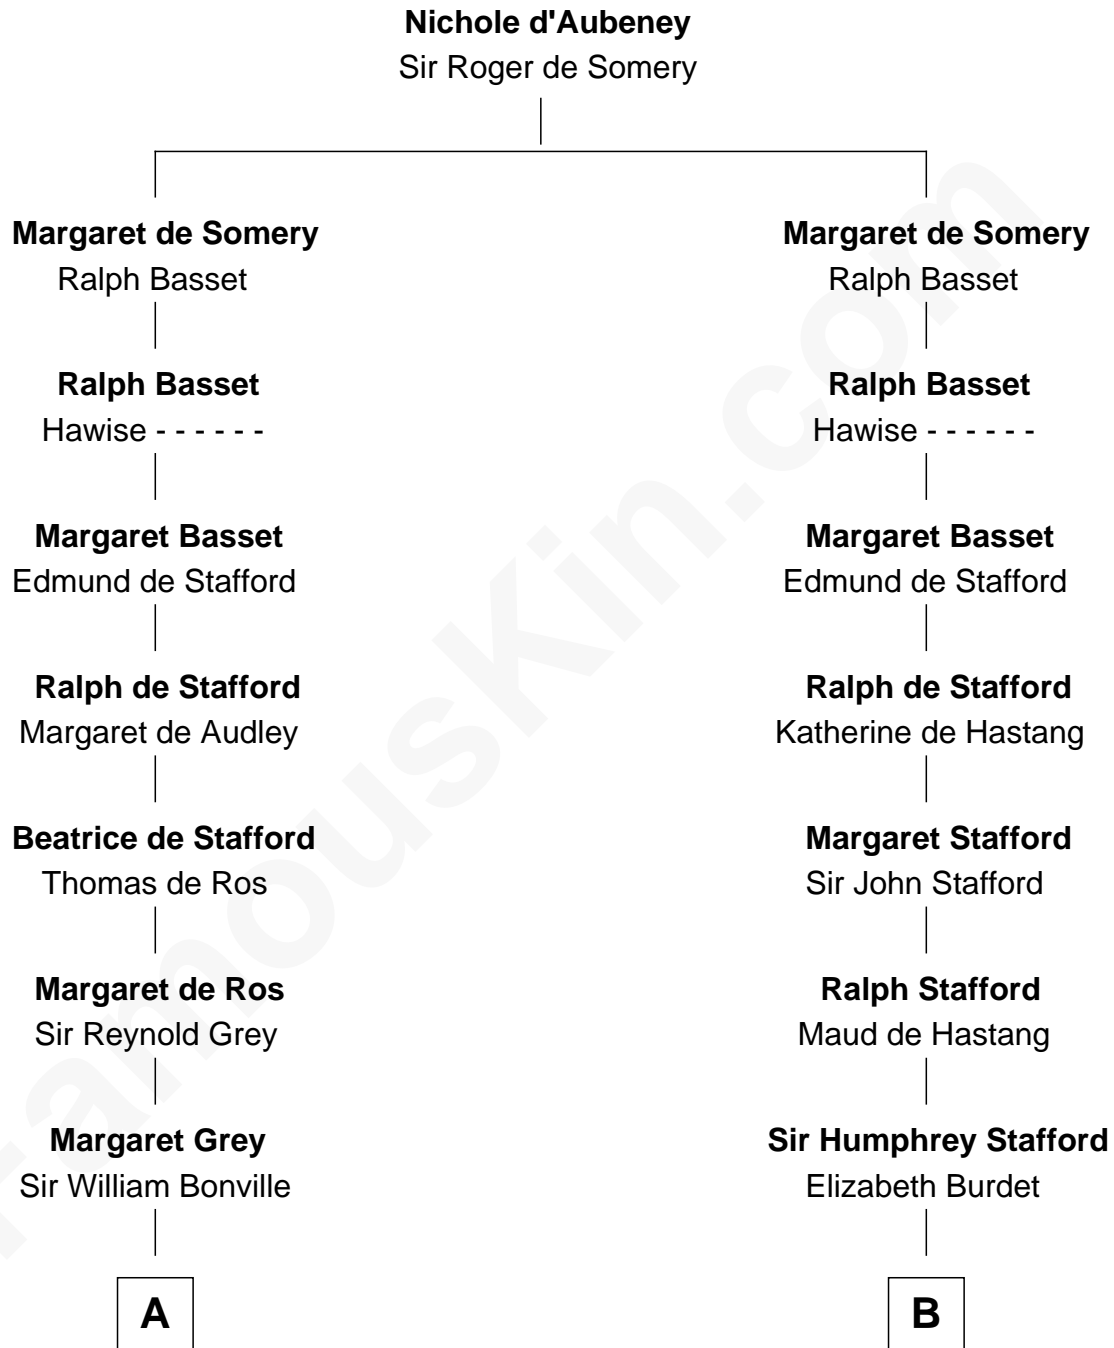 Nichole d'Aubeney
Sir Roger de Somery
Margaret de Somery
Ralph Basset
Ralph Basset
Hawise - - - - - -
Margaret Basset
Edmund de Stafford
Ralph de Stafford
Margaret de Audley
Beatrice de Stafford
Thomas de Ros
Margaret de Ros
Sir Reynold Grey
Margaret Grey
Sir William Bonville
A
Margaret de Somery
Ralph Basset
Ralph Basset
Hawise - - - - - -
Margaret Basset
Edmund de Stafford
Ralph de Stafford
Katherine de Hastang
Margaret Stafford
Sir John Stafford
Ralph Stafford
Maud de Hastang
Sir Humphrey Stafford
Elizabeth Burdet
B
FamousKin.com